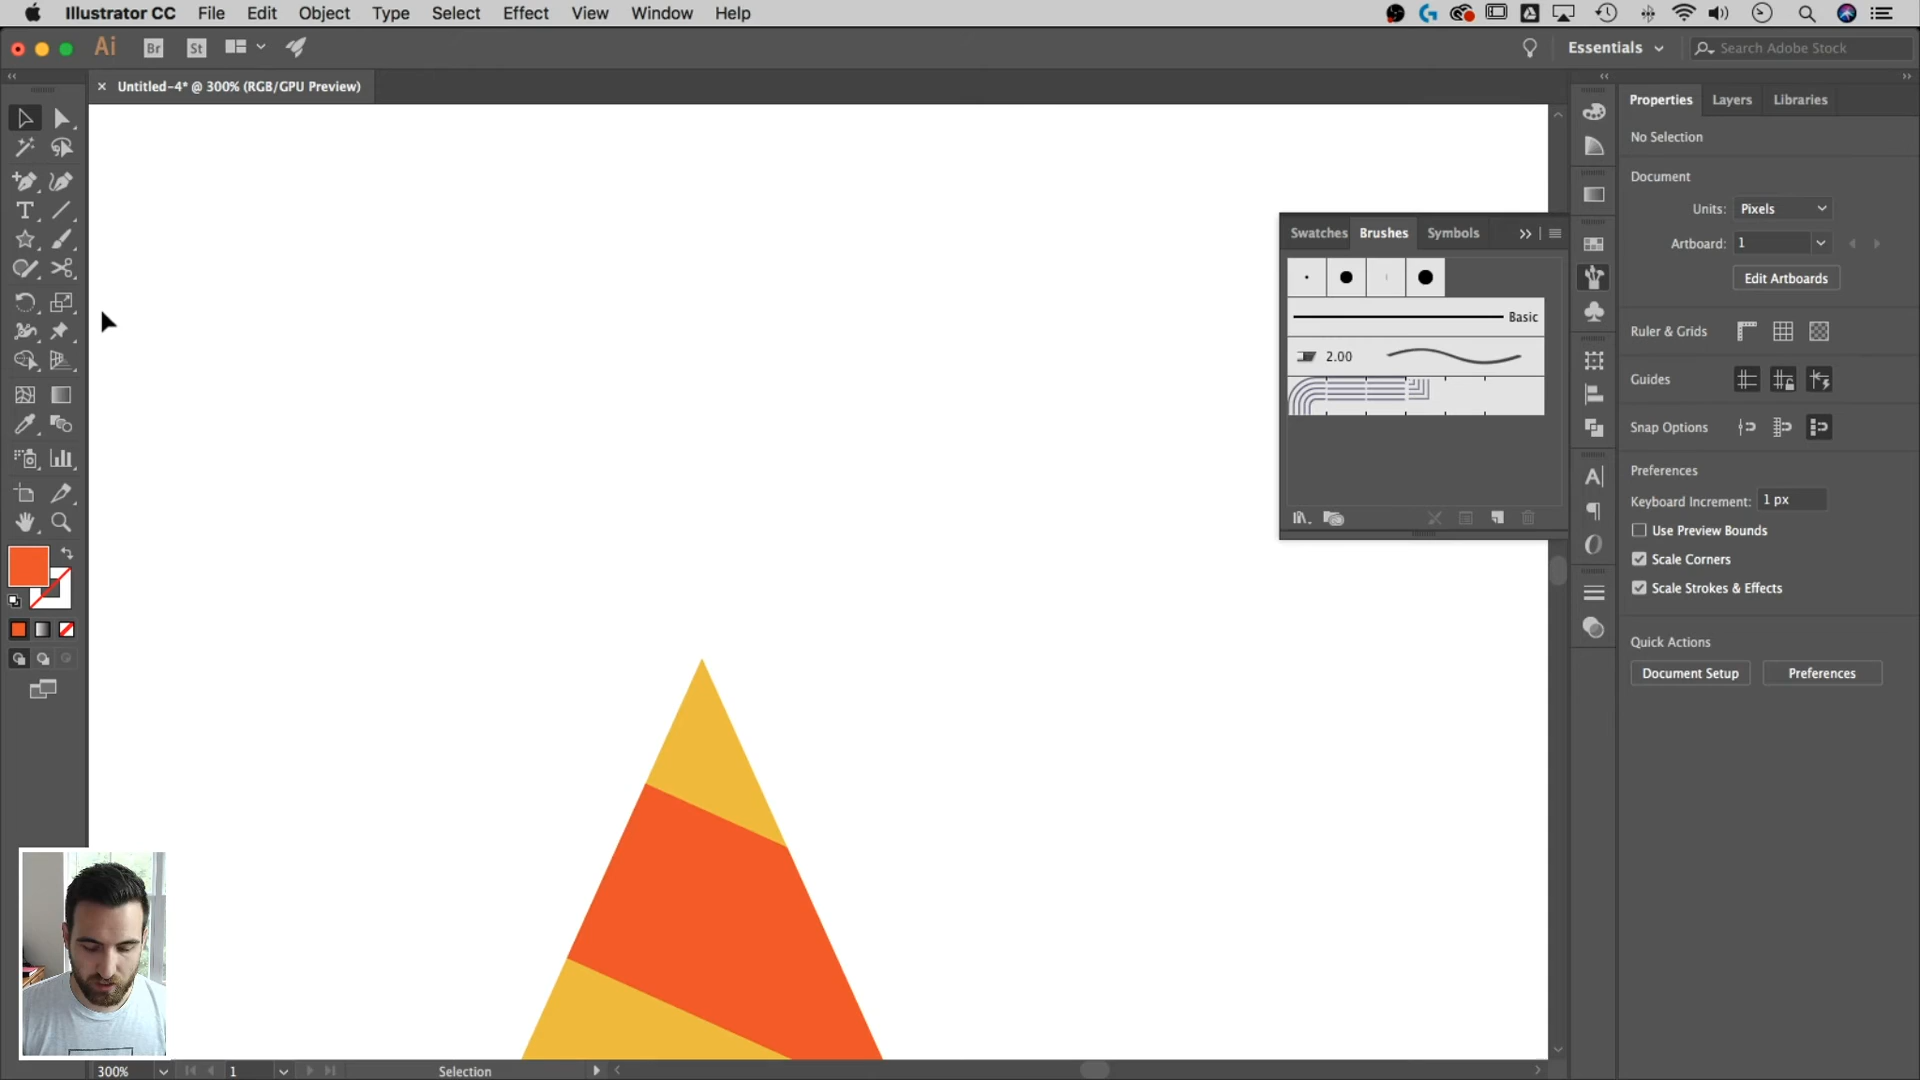 Illustrator CC File Edit Object Type Select Effect View Window Help
Ai Br St Essentials Search Adobe Stock
× Untitled-4* @ 300% (RGB/GPU Preview)
Properties Layers Libraries
No Selection
Document
Units: Pixels
Artboard: 1
Edit Artboards
Ruler & Grids
Guides
Snap Options
Preferences
Keyboard Increment: 1 px
Use Preview Bounds
Scale Corners
Scale Strokes & Effects
Quick Actions
Document Setup Preferences
Swatches Brushes Symbols
Basic
2.00
300% 1 Selection